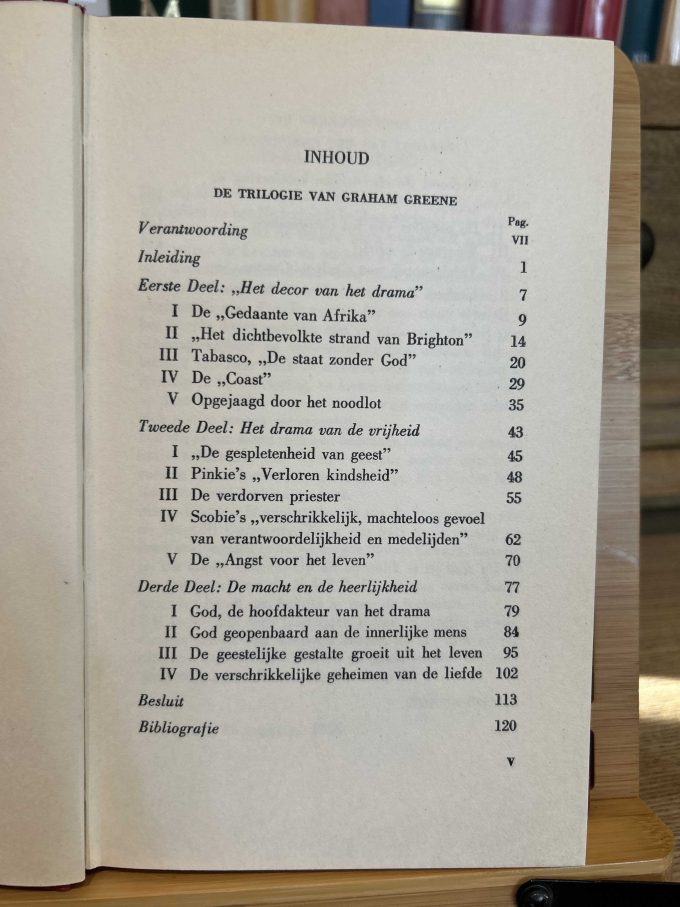 INHOUD
DE TRILOGIE VAN GRAHAM GREENE
Pag.
Verantwoording VII
Inleiding 1
Eerste Deel: „Het decor van het drama” 7
I De „Gedaante van Afrika” 9
II „Het dichtbevolkte strand van Brighton” 14
III Tabasco, „De staat zonder God” 20
IV De „Coast” 29
V Opgejaagd door het noodlot 35
Tweede Deel: Het drama van de vrijheid 43
I „De gespletenheid van geest” 45
II Pinkie's „Verloren kindsheid” 48
III De verdorven priester 55
IV Scobie's „verschrikkelijk, machteloos gevoel
van verantwoordelijkheid en medelijden” 62
V De „Angst voor het leven” 70
Derde Deel: De macht en de heerlijkheid 77
I God, de hoofdakteur van het drama 79
II God geopenbaard aan de innerlijke mens 84
III De geestelijke gestalte groeit uit het leven 95
IV De verschrikkelijke geheimen van de liefde 102
Besluit 113
Bibliografie 120
V